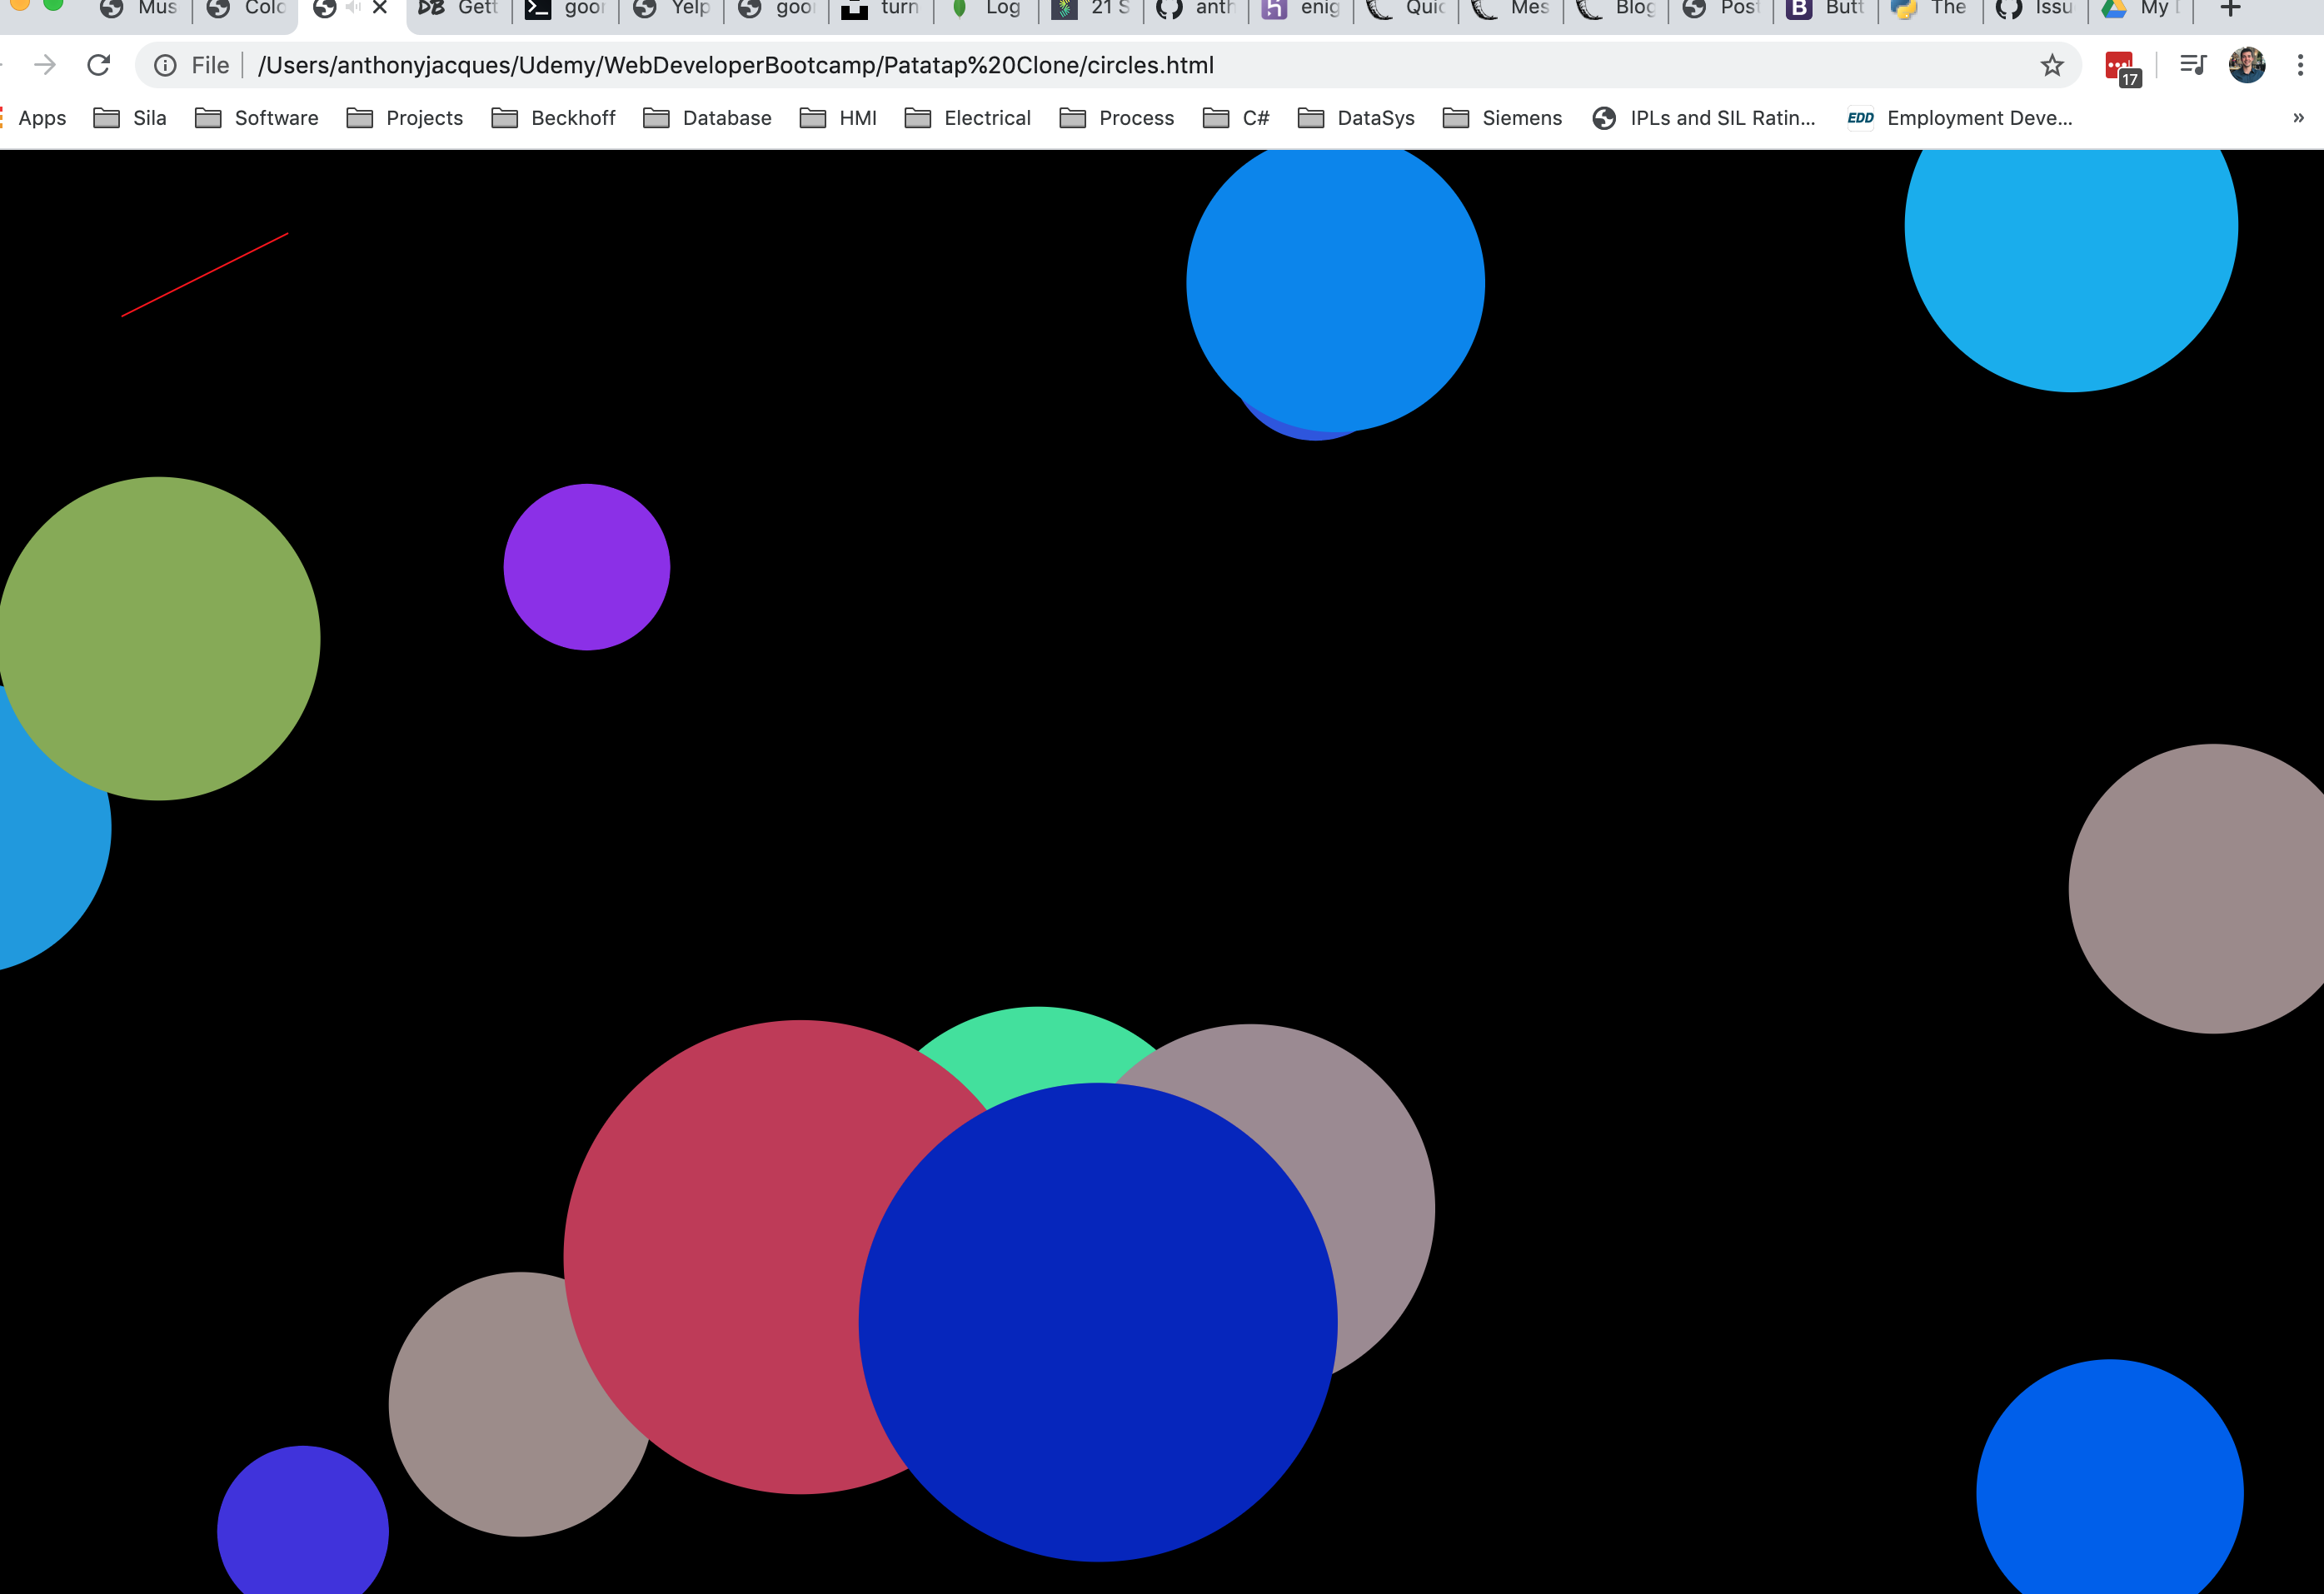 Mus Colo Gett goor Yelp goor turn Log 21 S anth enig Quic Mes Blog Post B Butt The Issu My D
File /Users/anthonyjacques/Udemy/WebDeveloperBootcamp/Patatap%20Clone/circles.html 17
Apps Sila Software Projects Beckhoff Database HMI Electrical Process C# DataSys Siemens IPLs and SIL Ratin... EDD Employment Deve... »